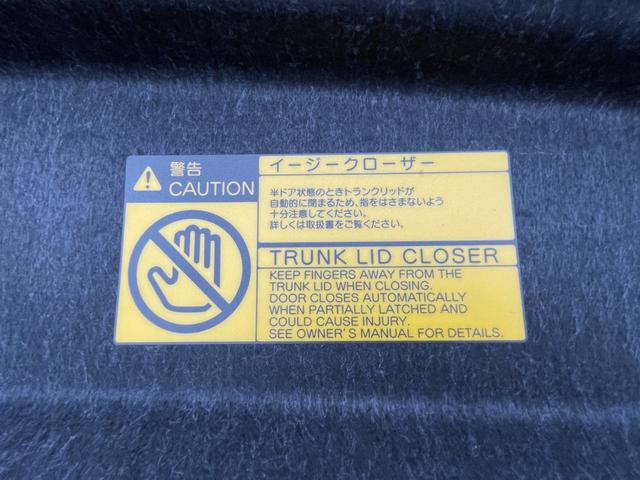 警告
CAUTION
イージークローザー
半ドア状態のときトランクリッドが
自動的に閉まるため、指をはさまないよう
十分注意してください。
詳しくは取扱書をご覧ください。
TRUNK LID CLOSER
KEEP FINGERS AWAY FROM THE
TRUNK LID WHEN CLOSING.
DOOR CLOSES AUTOMATICALLY
WHEN PARTIALLY LATCHED AND
COULD CAUSE INJURY.
SEE OWNER'S MANUAL FOR DETAILS.